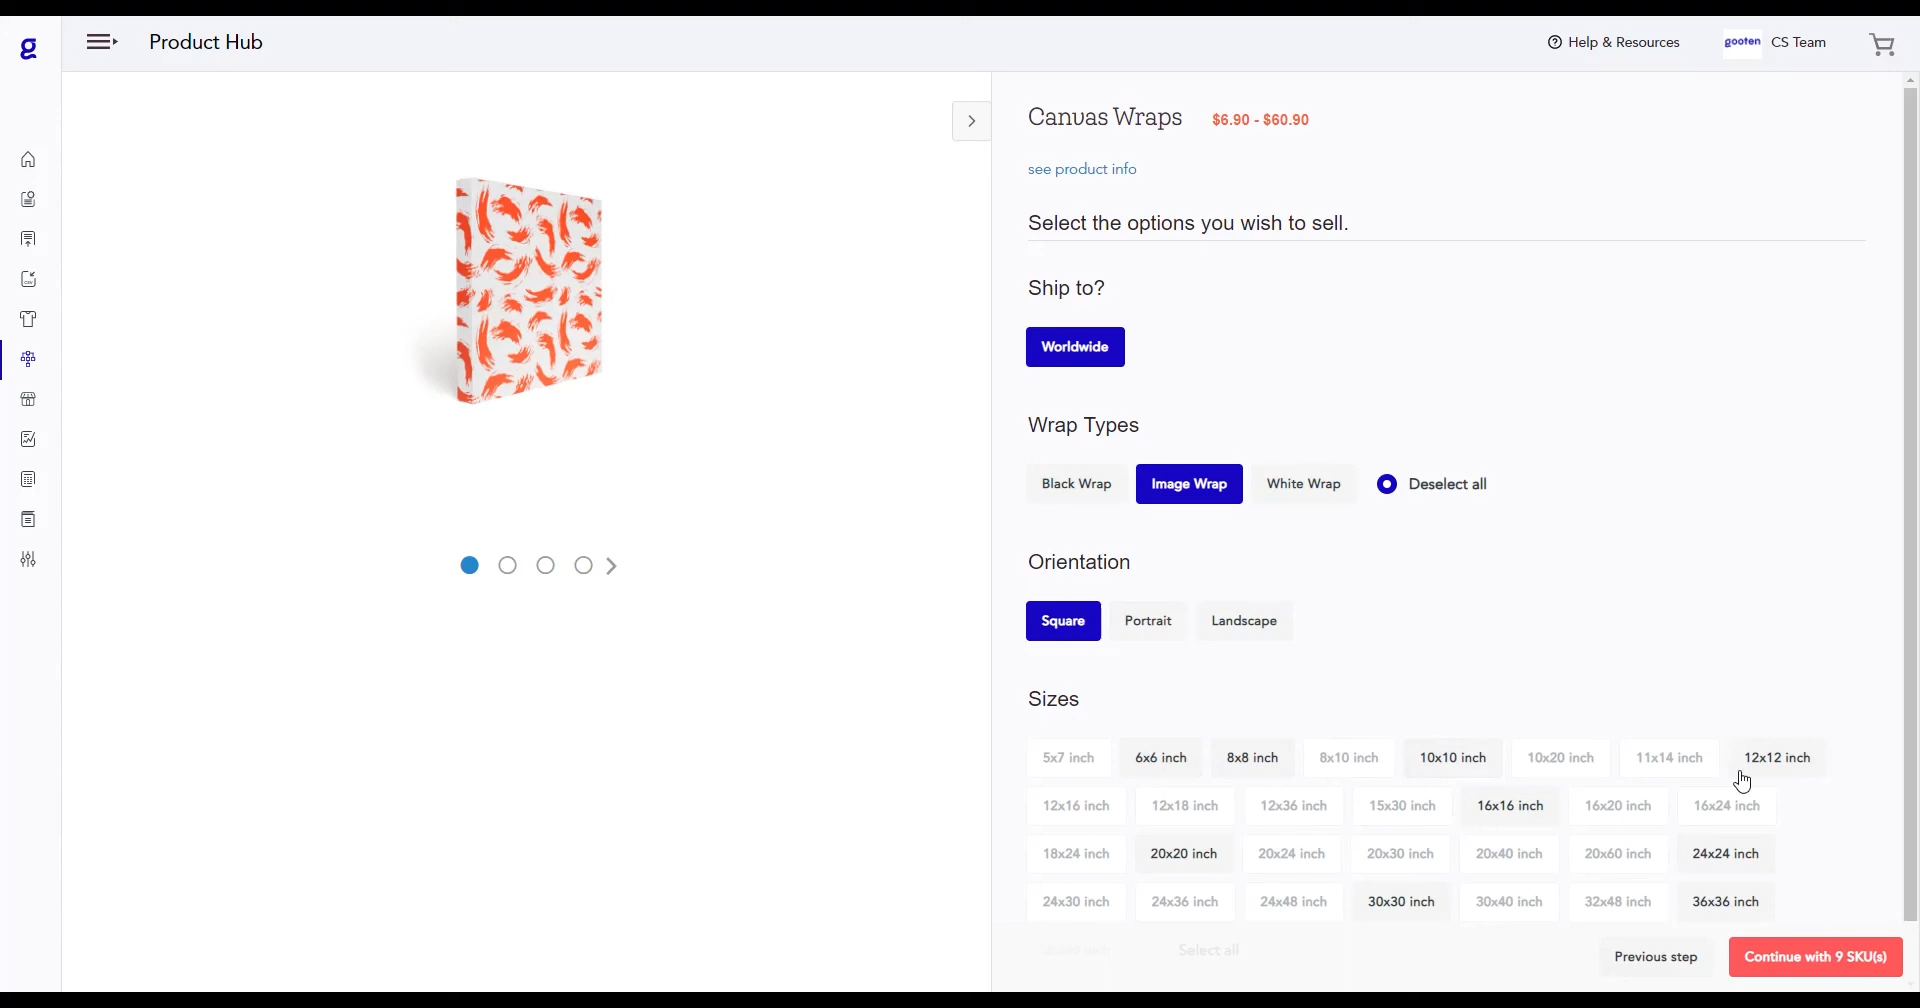 g
Product Hub
Help & Resources
gooten
CS Team
Canvas Wraps
$6.90 - $60.90
see product info
Select the options you wish to sell.
Ship to?
Worldwide
Wrap Types
Black Wrap
Image Wrap
White Wrap
Deselect all
Orientation
Square
Portrait
Landscape
Sizes
5x7 inch
6x6 inch
8x8 inch
8x10 inch
10x10 inch
10x20 inch
11x14 inch
12x12 inch
12x16 inch
12x18 inch
12x36 inch
15x30 inch
16x16 inch
16x20 inch
16x24 inch
18x24 inch
20x20 inch
20x24 inch
20x30 inch
20x40 inch
20x60 inch
24x24 inch
24x30 inch
24x36 inch
24x48 inch
30x30 inch
30x40 inch
32x48 inch
36x36 inch
Select all
Previous step
Continue with 9 SKU(s)